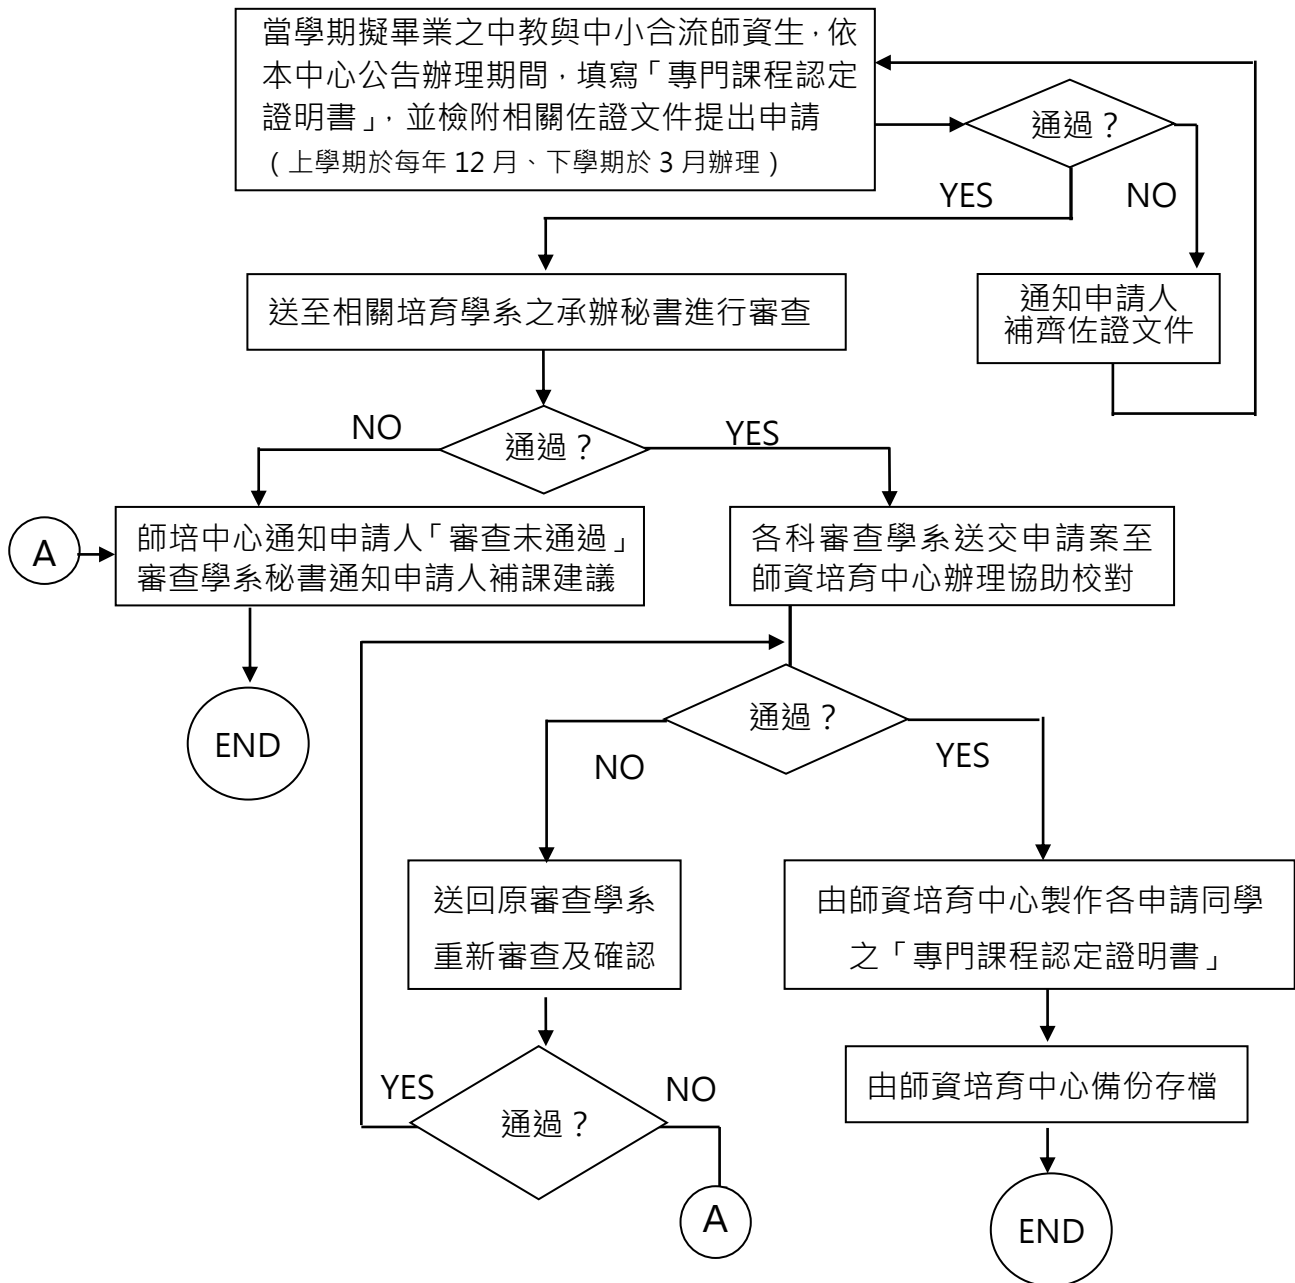 當學期擬畢業之中教與中小合流師資生，依
本中心公告辦理期間，填寫「專門課程認定
證明書」，並檢附相關佐證文件提出申請
（上學期於每年 12 月、下學期於 3 月辦理）
通過？
YES
NO
送至相關培育學系之承辦秘書進行審查
通知申請人
補齊佐證文件
NO
通過？
YES
A
師培中心通知申請人「審查未通過」
審查學系秘書通知申請人補課建議
各科審查學系送交申請案至
師資培育中心辦理協助校對
END
通過？
NO
YES
送回原審查學系
重新審查及確認
由師資培育中心製作各申請同學
之「專門課程認定證明書」
YES
通過？
NO
由師資培育中心備份存檔
A
END